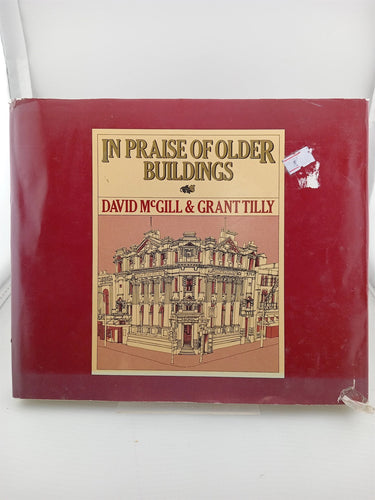 IN PRAISE OF OLDER
BUILDINGS
DAVID McGILL & GRANT TILLY